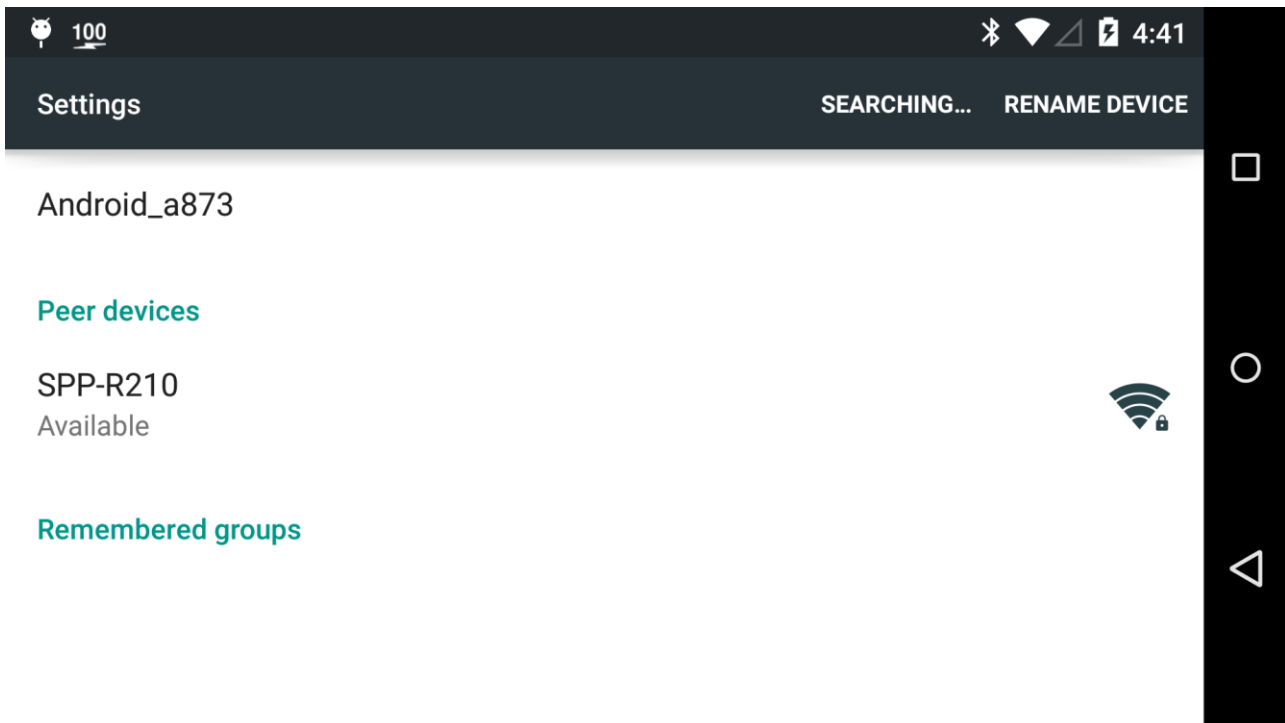 100
4:41
Settings
SEARCHING...
RENAME DEVICE
Android_a873
Peer devices
SPP-R210
Available
Remembered groups